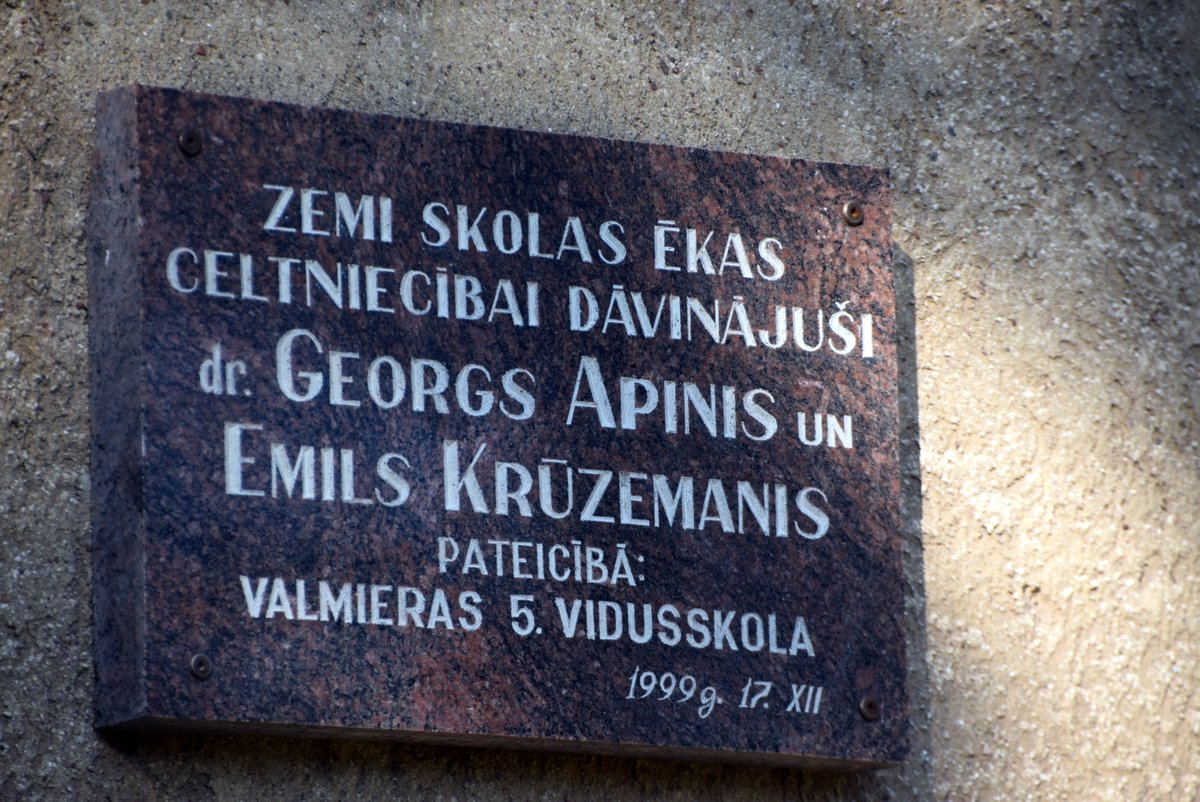 ZEMI SKOLAS ĒKAS
CELTNIECĪBAI DĀVINĀJUŠI
dr. GEORGS APINIS UN
EMILS KRŪZEMANIS
PATEICĪBĀ:
VALMIERAS 5. VIDUSSKOLA
1999g. 17. XII